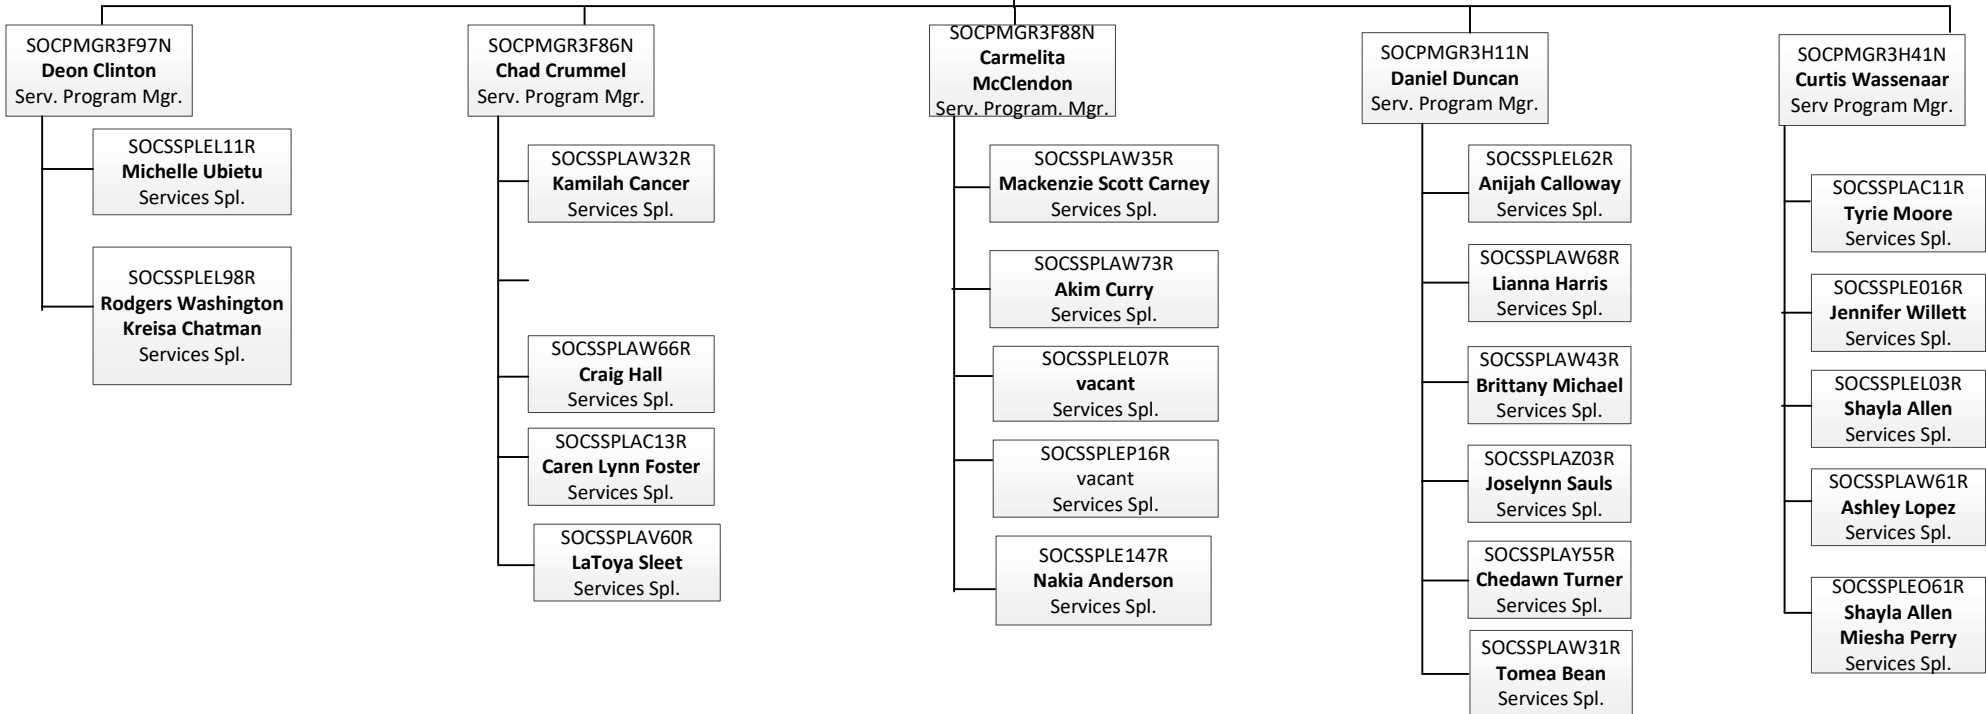 SOCPMGR3F97N
Deon Clinton
Serv. Program Mgr.
SOCSSPLEL11R
Michelle Ubietu
Services Spl.
SOCSSPLEL98R
Rodgers Washington
Kreisa Chatman
Services Spl.
SOCPMGR3F86N
Chad Crummel
Serv. Program Mgr.
SOCSSPLAW32R
Kamilah Cancer
Services Spl.
SOCSSPLAW66R
Craig Hall
Services Spl.
SOCSSPLAC13R
Caren Lynn Foster
Services Spl.
SOCSSPLAV60R
LaToya Sleet
Services Spl.
SOCPMGR3F88N
Carmelita
McClendon
Serv. Program. Mgr.
SOCSSPLAW35R
Mackenzie Scott Carney
Services Spl.
SOCSSPLAW73R
Akim Curry
Services Spl.
SOCSSPLEL07R
vacant
Services Spl.
SOCSSPLEP16R
vacant
Services Spl.
SOCSSPLE147R
Nakia Anderson
Services Spl.
SOCPMGR3H11N
Daniel Duncan
Serv. Program Mgr.
SOCSSPLEL62R
Anijah Calloway
Services Spl.
SOCSSPLAW68R
Lianna Harris
Services Spl.
SOCSSPLAW43R
Brittany Michael
Services Spl.
SOCSSPLAZ03R
Joselynn Sauls
Services Spl.
SOCSSPLAY55R
Chedawn Turner
Services Spl.
SOCSSPLAW31R
Tomea Bean
Services Spl.
SOCPMGR3H41N
Curtis Wassenaar
Serv Program Mgr.
SOCSSPLAC11R
Tyrie Moore
Services Spl.
SOCSSPLE016R
Jennifer Willett
Services Spl.
SOCSSPLEL03R
Shayla Allen
Services Spl.
SOCSSPLAW61R
Ashley Lopez
Services Spl.
SOCSSPLEO61R
Shayla Allen
Miesha Perry
Services Spl.